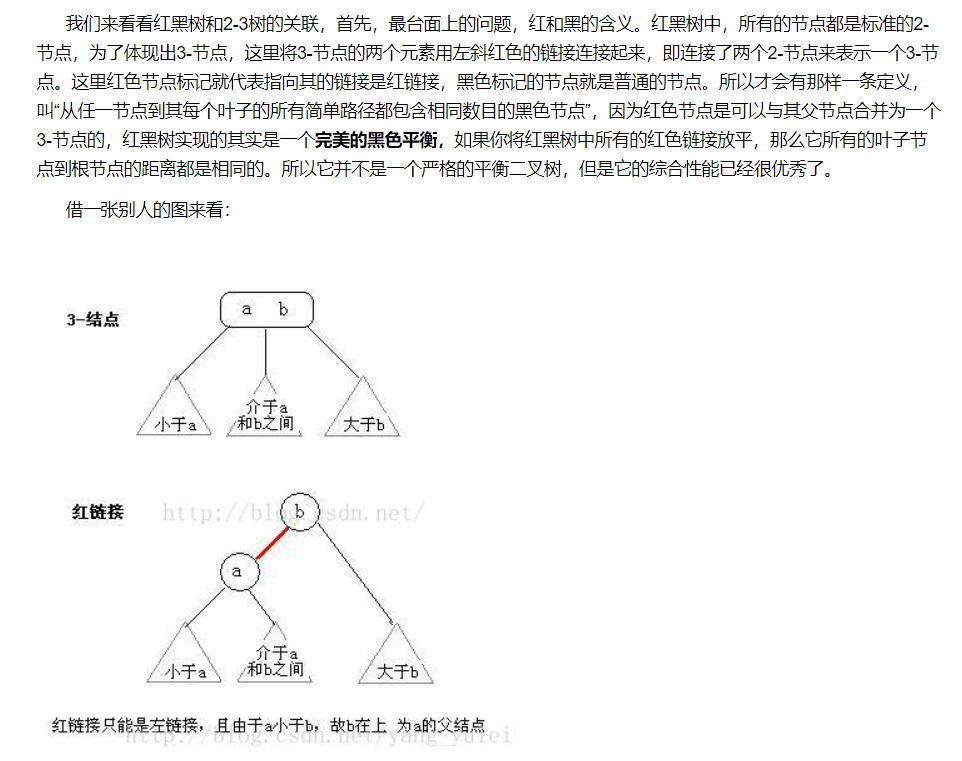 我们来看看红黑树和2-3树的关联，首先，最台面上的问题，红和黑的含义。红黑树中，所有的节点都是标准的2-
节点，为了体现出3-节点，这里将3-节点的两个元素用左斜红色的链接连接起来，即连接了两个2-节点来表示一个3-节
点。这里红色节点标记就代表指向其的链接是红链接，黑色标记的节点就是普通的节点。所以才会有那样一条定义，
叫“从任一节点到其每个叶子的所有简单路径都包含相同数目的黑色节点”，因为红色节点是可以与其父节点合并为一个
3-节点的，红黑树实现的其实是一个完美的黑色平衡，如果你将红黑树中所有的红色链接放平，那么它所有的叶子节
点到根节点的距离都是相同的。所以它并不是一个严格的平衡二叉树，但是它的综合性能已经很优秀了。
借一张别人的图来看：
3-结点
a b
小于a
介于a
和b之间
大于b
红链接
http://blog.csdn.net/
b
a
小于a
介于a
和b之间
大于b
红链接只能是左链接，且由于a小于b，故b在上 为a的父结点
http://blog.csdn.net/yang_yulei